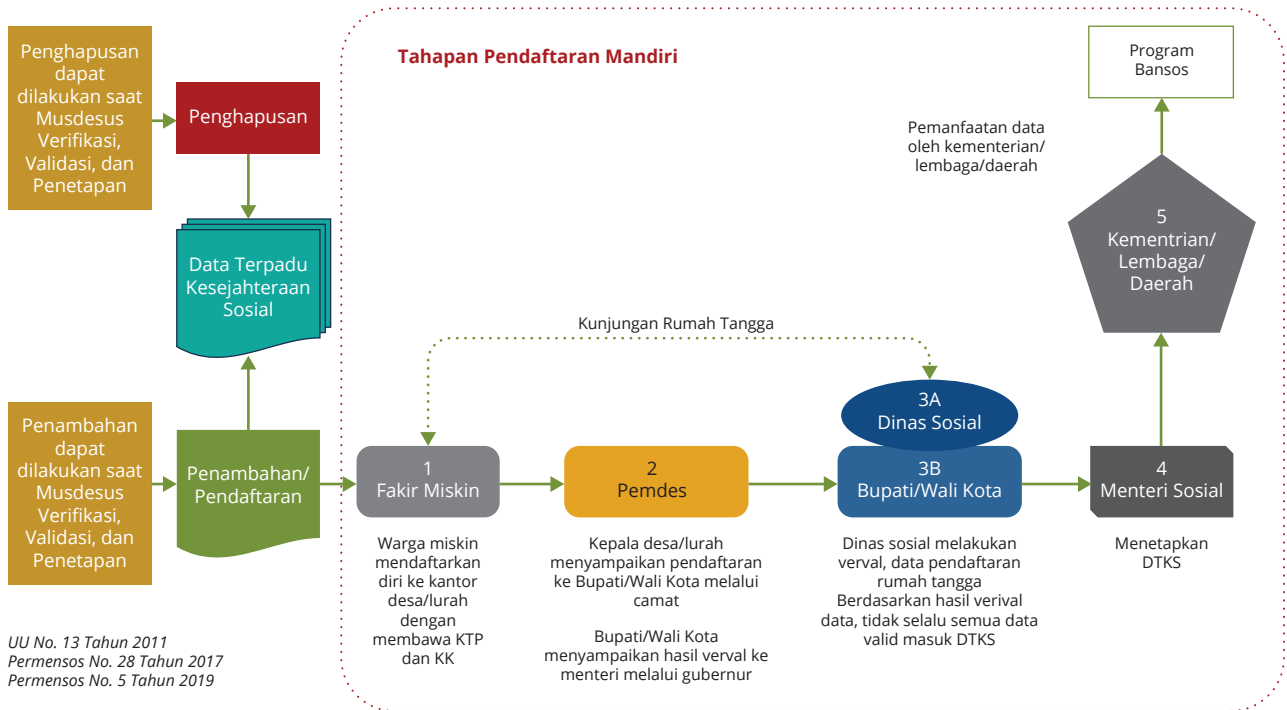 Penghapusan
dapat
dilakukan saat
Musdesus
Verifikasi,
Validasi, dan
Penetapan
Penghapusan
Data Terpadu
Kesejahteraan
Sosial
Penambahan
dapat
dilakukan saat
Musdesus
Verifikasi,
Validasi, dan
Penetapan
Penambahan/
Pendaftaran
UU No. 13 Tahun 2011
Permensos No. 28 Tahun 2017
Permensos No. 5 Tahun 2019
Tahapan Pendaftaran Mandiri
Kunjungan Rumah Tangga
1
Fakir Miskin
Warga miskin
mendaftarkan
diri ke kantor
desa/lurah
dengan
membawa KTP
dan KK
2
Pemdes
Kepala desa/lurah
menyampaikan pendaftaran
ke Bupati/Wali Kota melalui
camat
Bupati/Wali Kota
menyampaikan hasil verval ke
menteri melalui gubernur
3A
Dinas Sosial
3B
Bupati/Wali Kota
Dinas sosial melakukan
verval, data pendaftaran
rumah tangga
Berdasarkan hasil verival
data, tidak selalu semua data
valid masuk DTKS
4
Menteri Sosial
Menetapkan
DTKS
5
Kementrian/
Lembaga/
Daerah
Pemanfaatan data
oleh kementerian/
lembaga/daerah
Program
Bansos